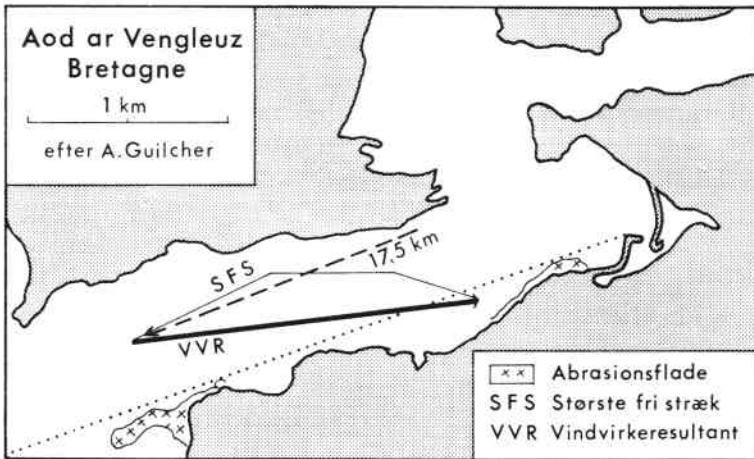 Aod ar Vengleuz
Bretagne
1 km
efter A. Guilcher
SFS
17.5 km
VVR
Abrasionsflade
SFS Største fri stræk
VVR Vindvirkeresultant